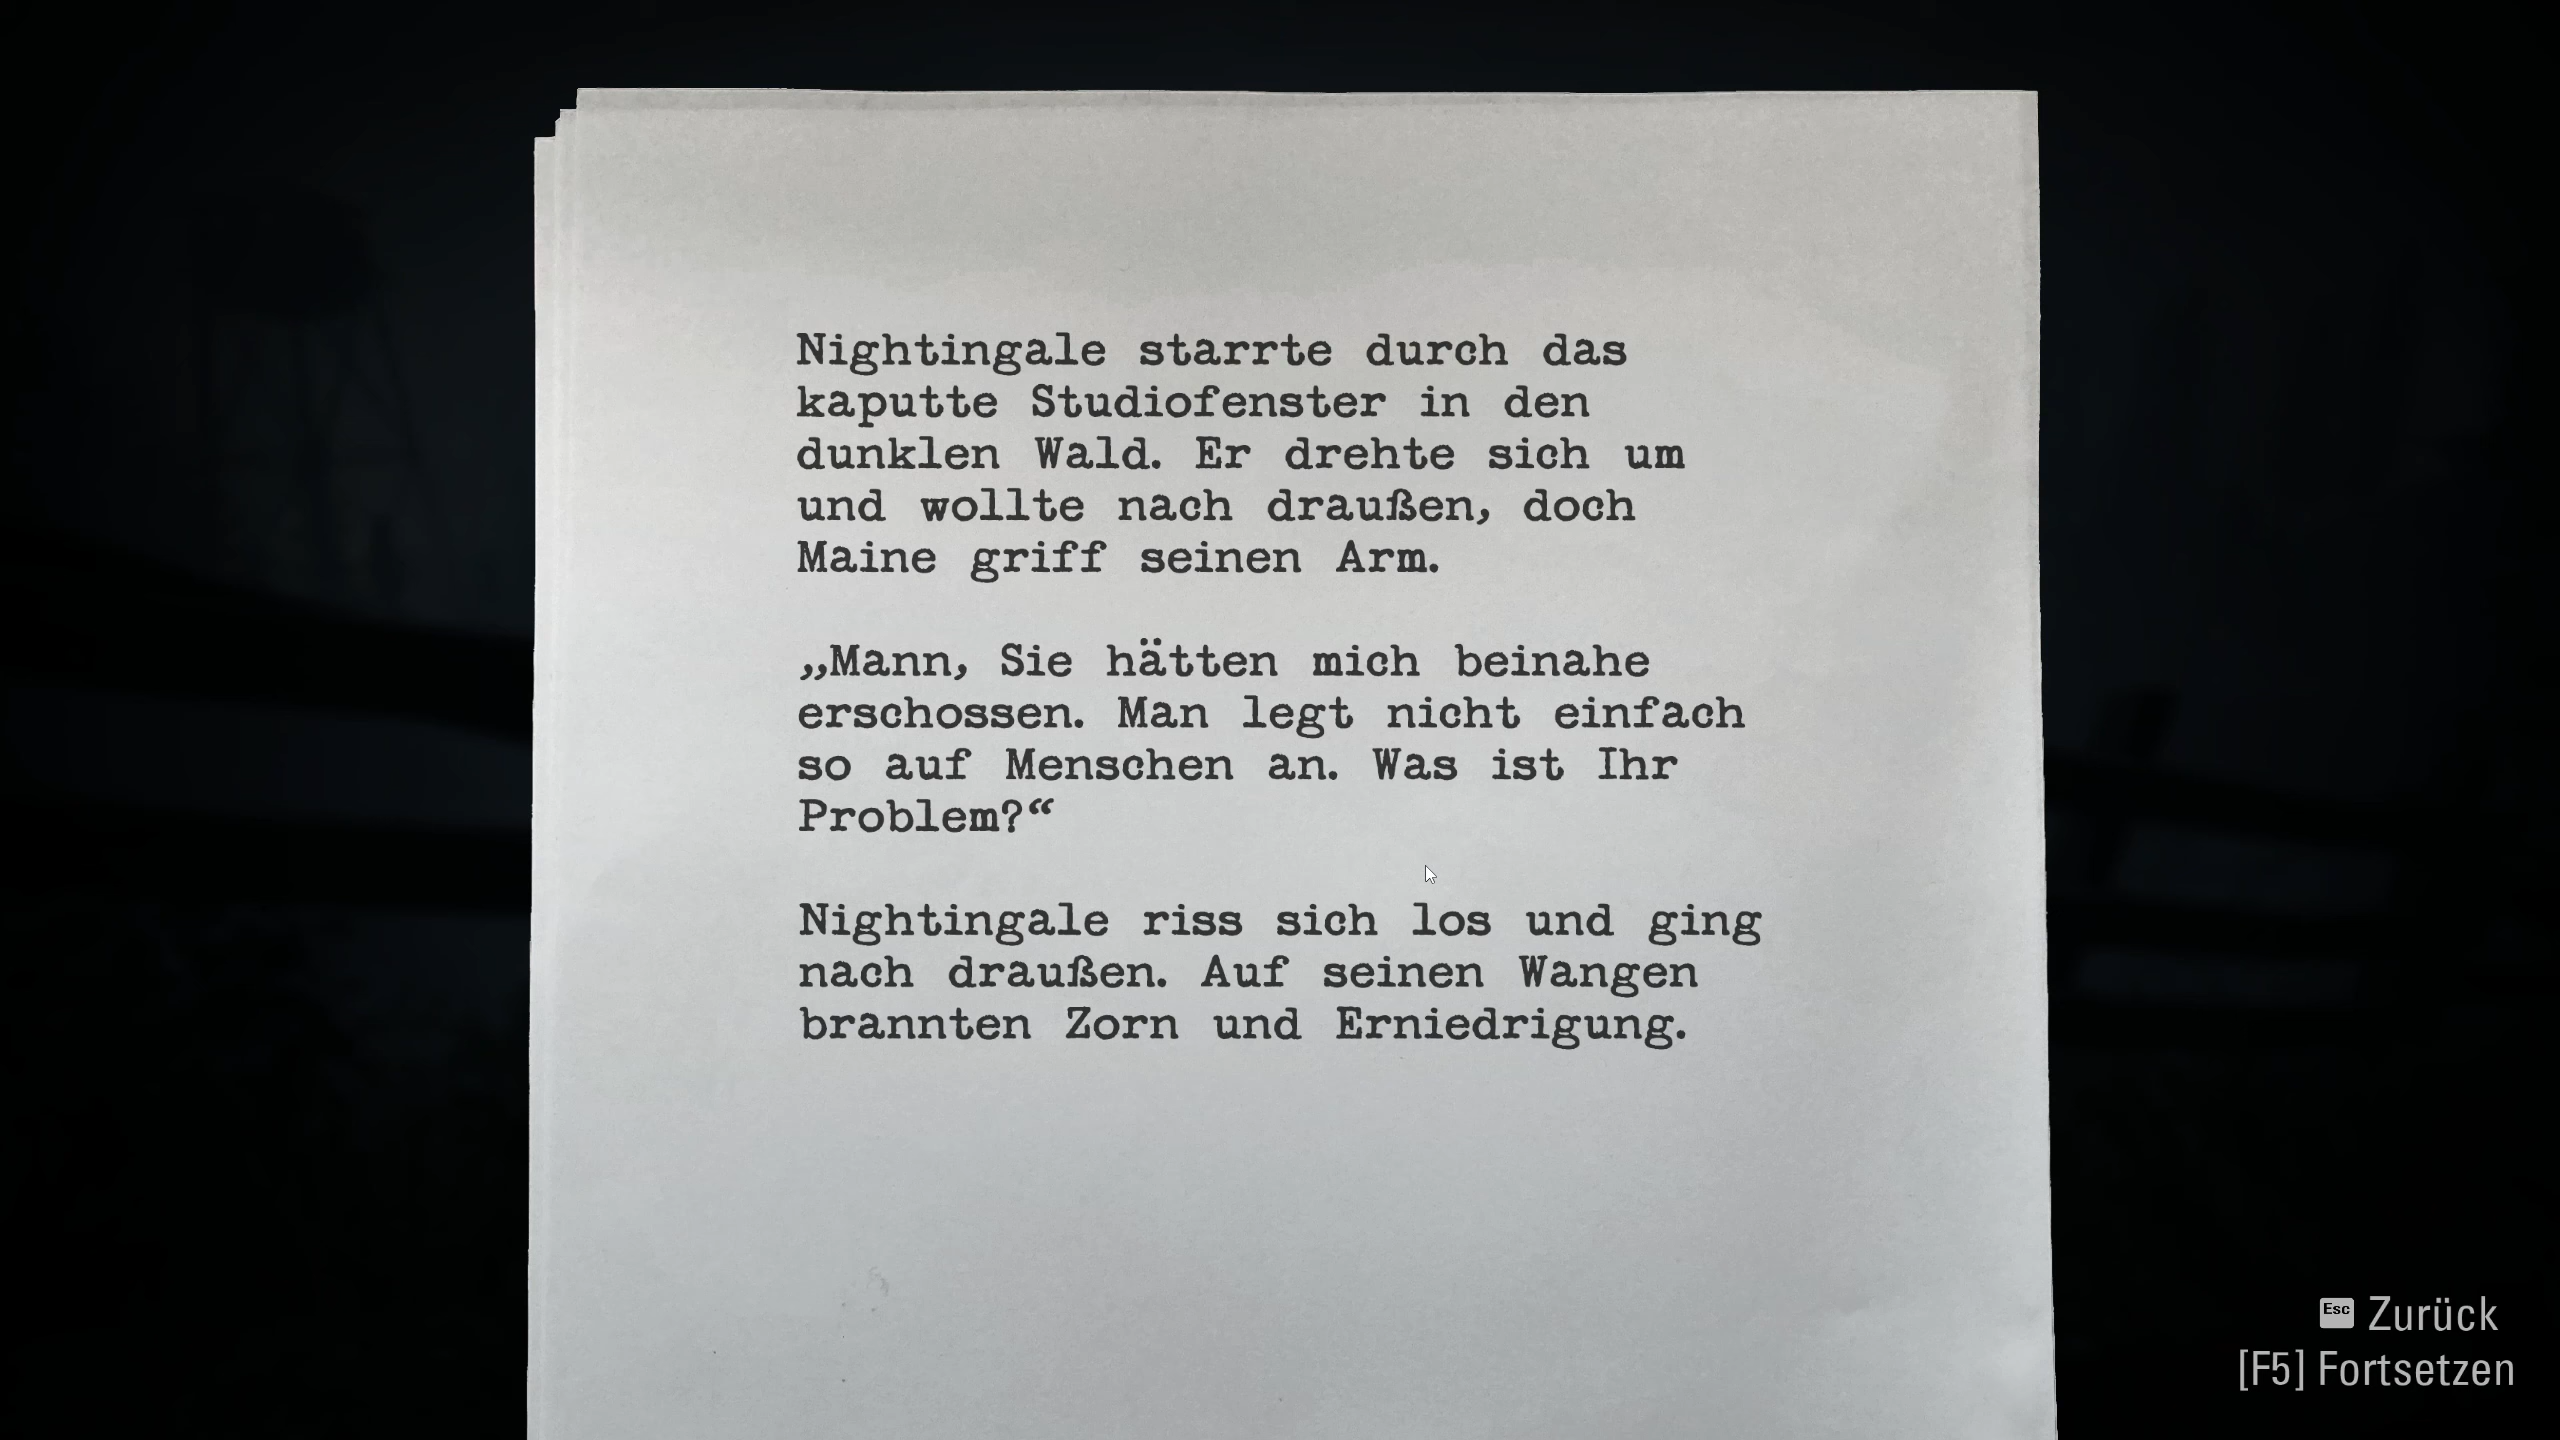 Nightingale starrte durch das
kaputte Studiofenster in den
dunklen Wald. Er drehte sich um
und wollte nach draußen, doch
Maine griff seinen Arm.
„Mann, Sie hätten mich beinahe
erschossen. Man legt nicht einfach
so auf Menschen an. Was ist Ihr
Problem?“
Nightingale riss sich los und ging
nach draußen. Auf seinen Wangen
brannten Zorn und Erniedrigung.
Esc Zurück
[F5] Fortsetzen